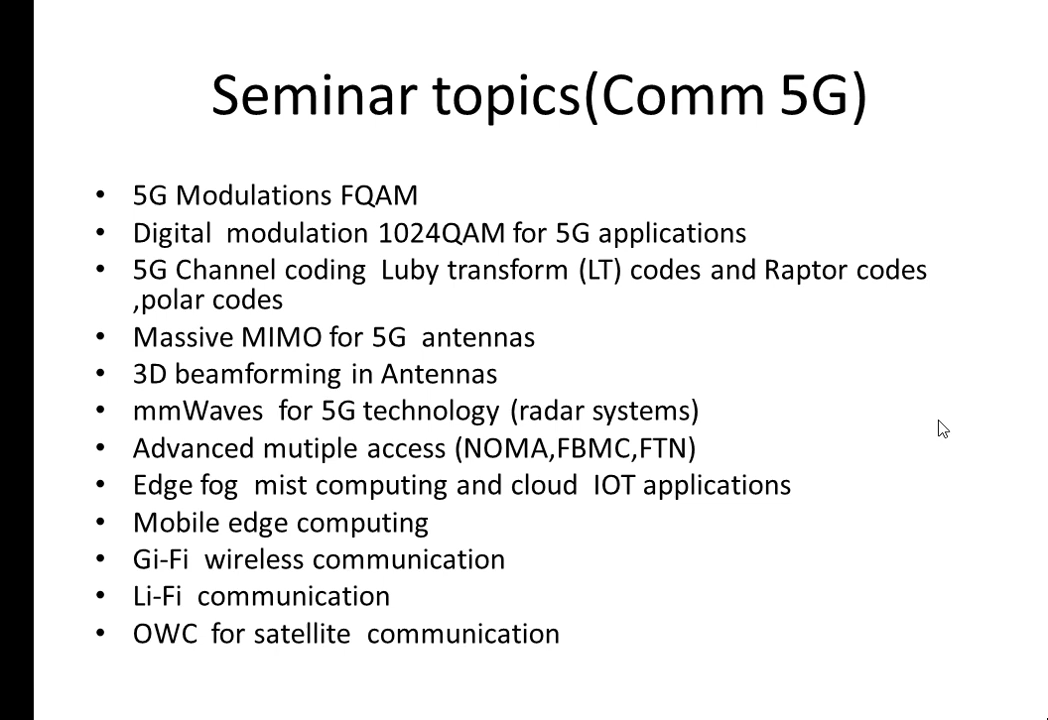 Seminar topics(Comm 5G)
• 5G Modulations FQAM
• Digital  modulation 1024QAM for 5G applications
• 5G Channel coding  Luby transform (LT) codes and Raptor codes
,polar codes
• Massive MIMO for 5G  antennas
• 3D beamforming in Antennas
• mmWaves  for 5G technology (radar systems)
• Advanced mutiple access (NOMA,FBMC,FTN)
• Edge fog  mist computing and cloud  IOT applications
• Mobile edge computing
• Gi-Fi  wireless communication
• Li-Fi  communication
• OWC  for satellite  communication